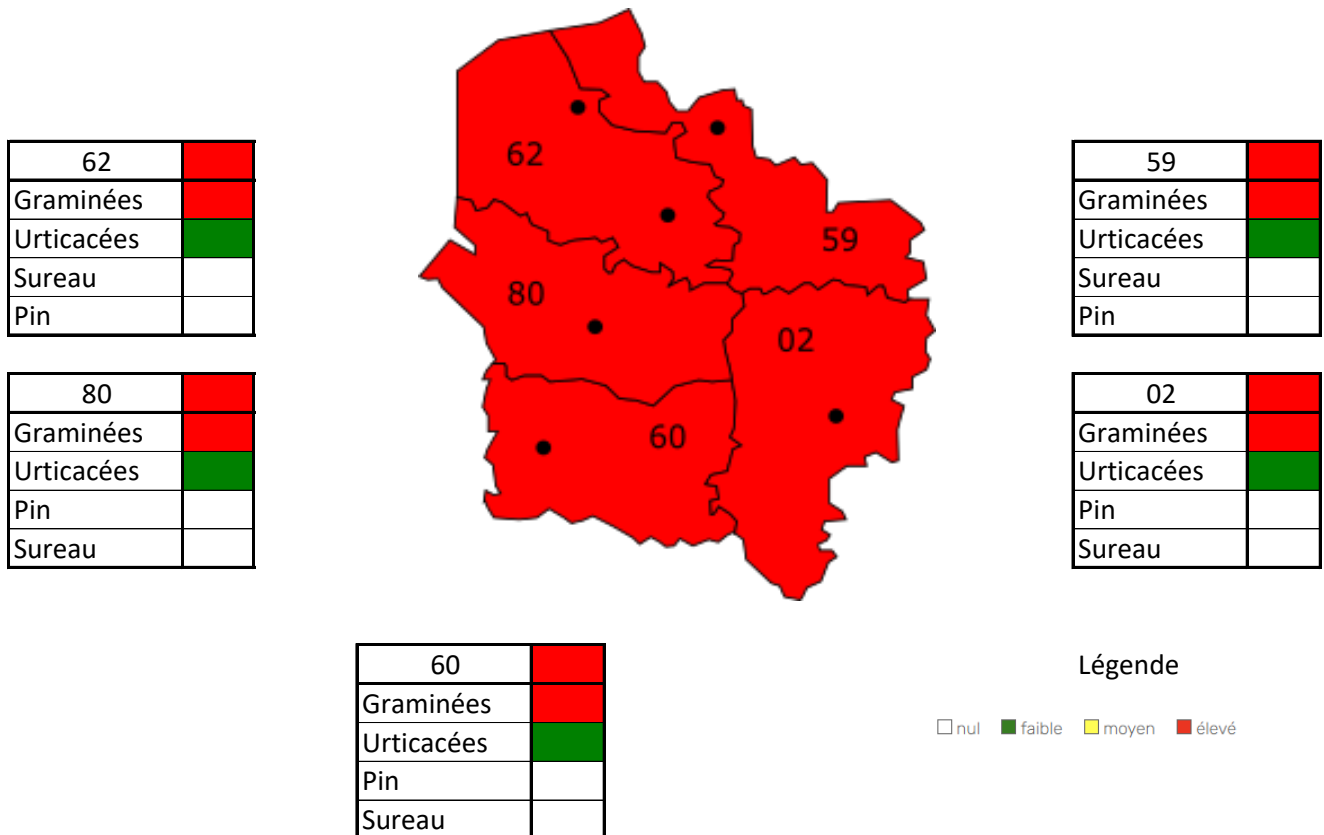 62
Graminées
Urticacées
Sureau
Pin
80
Graminées
Urticacées
Pin
Sureau
62
59
80
02
60
59
Graminées
Urticacées
Sureau
Pin
02
Graminées
Urticacées
Pin
Sureau
60
Graminées
Urticacées
Pin
Sureau
Légende
nul faible moyen élevé